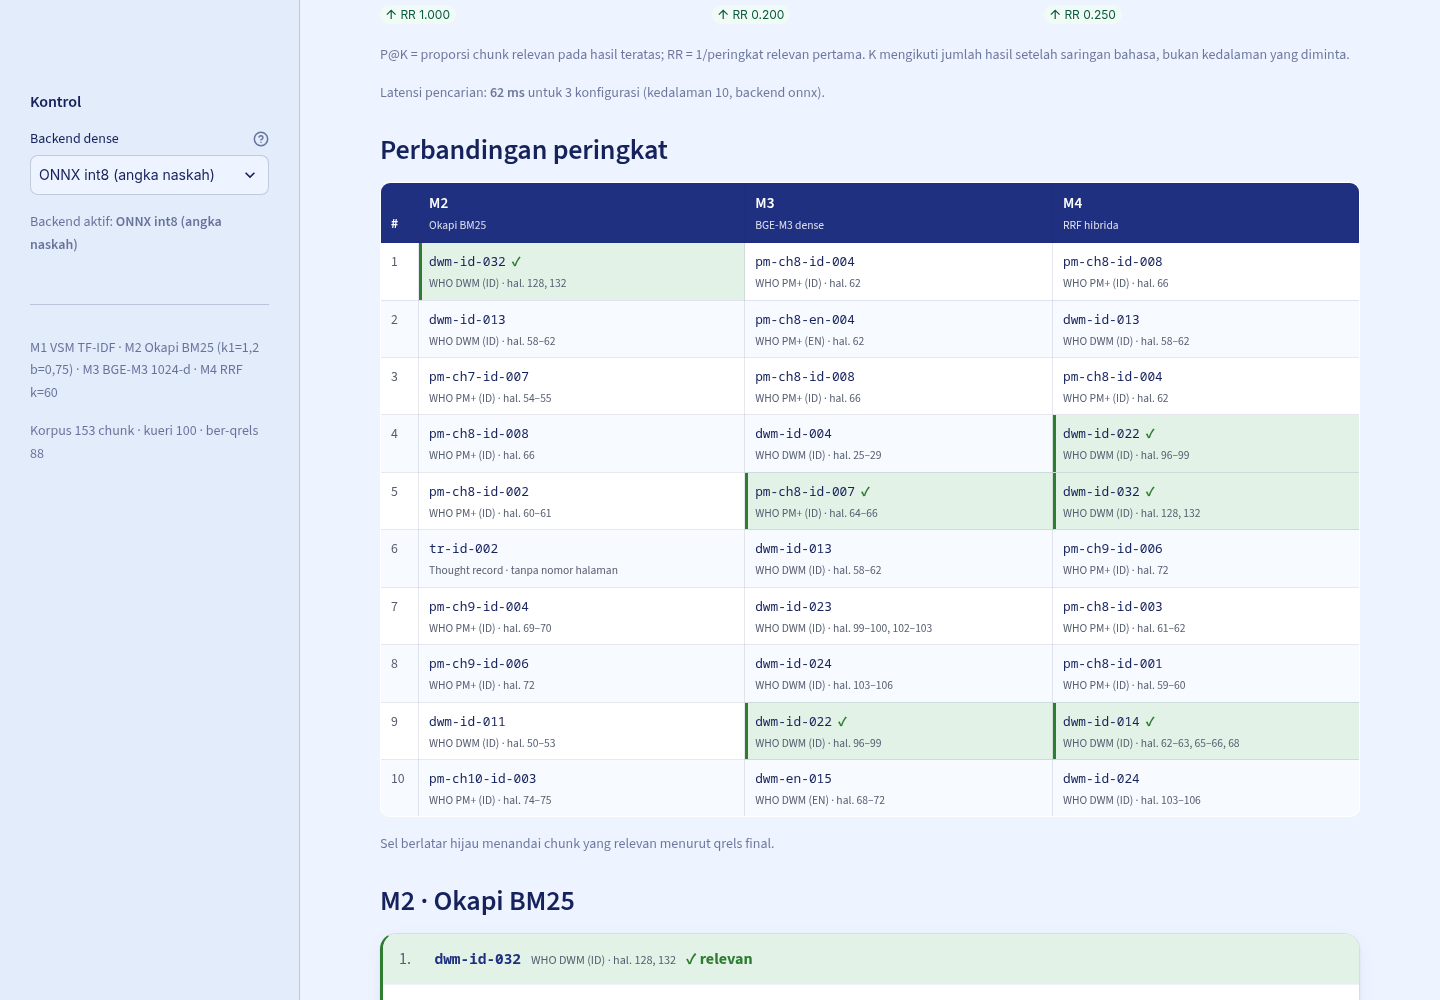 Kontrol
Backend dense
ONNX int8 (angka naskah)
Backend aktif: ONNX int8 (angka
naskah)
M1 VSM TF-IDF · M2 Okapi BM25 (k1=1,2
b=0,75) · M3 BGE-M3 1024-d · M4 RRF
k=60
Korpus 153 chunk · kueri 100 · ber-qrels
88
↑ RR 1.000 ↑ RR 0.200 ↑ RR 0.250
P@K = proporsi chunk relevan pada hasil teratas; RR = 1/peringkat relevan pertama. K mengikuti jumlah hasil setelah saringan bahasa, bukan kedalaman yang diminta.
Latensi pencarian: 62 ms untuk 3 konfigurasi (kedalaman 10, backend onnx).
Perbandingan peringkat
M2 M3 M4
# Okapi BM25 BGE-M3 dense RRF hibrida
1 dwm-id-032 ✓ pm-ch8-id-004 pm-ch8-id-008
WHO DWM (ID) · hal. 128, 132 WHO PM+ (ID) · hal. 62 WHO PM+ (ID) · hal. 66
2 dwm-id-013 pm-ch8-en-004 dwm-id-013
WHO DWM (ID) · hal. 58–62 WHO PM+ (EN) · hal. 62 WHO DWM (ID) · hal. 58–62
3 pm-ch7-id-007 pm-ch8-id-008 pm-ch8-id-004
WHO PM+ (ID) · hal. 54–55 WHO PM+ (ID) · hal. 66 WHO PM+ (ID) · hal. 62
4 pm-ch8-id-008 dwm-id-004 dwm-id-022 ✓
WHO PM+ (ID) · hal. 66 WHO DWM (ID) · hal. 25–29 WHO DWM (ID) · hal. 96–99
5 pm-ch8-id-002 pm-ch8-id-007 ✓ dwm-id-032 ✓
WHO PM+ (ID) · hal. 60–61 WHO PM+ (ID) · hal. 64–66 WHO DWM (ID) · hal. 128, 132
6 tr-id-002 dwm-id-013 pm-ch9-id-006
Thought record · tanpa nomor halaman WHO DWM (ID) · hal. 58–62 WHO PM+ (ID) · hal. 72
7 pm-ch9-id-004 dwm-id-023 pm-ch8-id-003
WHO PM+ (ID) · hal. 69–70 WHO DWM (ID) · hal. 99–100, 102–103 WHO PM+ (ID) · hal. 61–62
8 pm-ch9-id-006 dwm-id-024 pm-ch8-id-001
WHO PM+ (ID) · hal. 72 WHO DWM (ID) · hal. 103–106 WHO PM+ (ID) · hal. 59–60
9 dwm-id-011 dwm-id-022 ✓ dwm-id-014 ✓
WHO DWM (ID) · hal. 50–53 WHO DWM (ID) · hal. 96–99 WHO DWM (ID) · hal. 62–63, 65–66, 68
10 pm-ch10-id-003 dwm-en-015 dwm-id-024
WHO PM+ (ID) · hal. 74–75 WHO DWM (EN) · hal. 68–72 WHO DWM (ID) · hal. 103–106
Sel berlatar hijau menandai chunk yang relevan menurut qrels final.
M2 · Okapi BM25
1. dwm-id-032 WHO DWM (ID) · hal. 128, 132 ✓ relevan